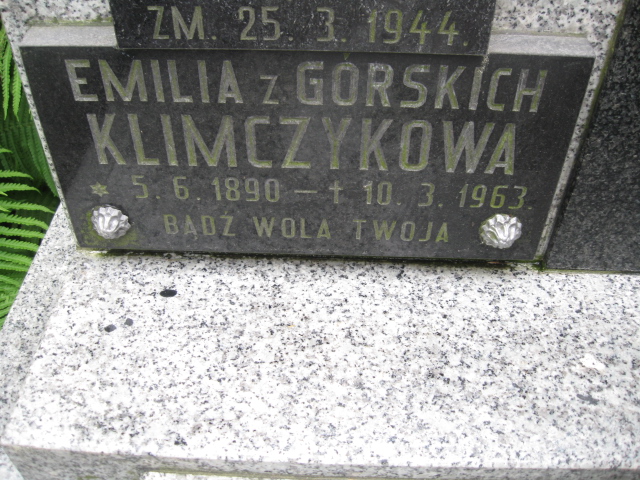 ZM. 25. 3. 1944.
EMILIA z GÓRSKICH
KLIMCZYKOWA
* 5. 6. 1890 — † 10. 3. 1963.
BĄDŹ WOLA TWOJA